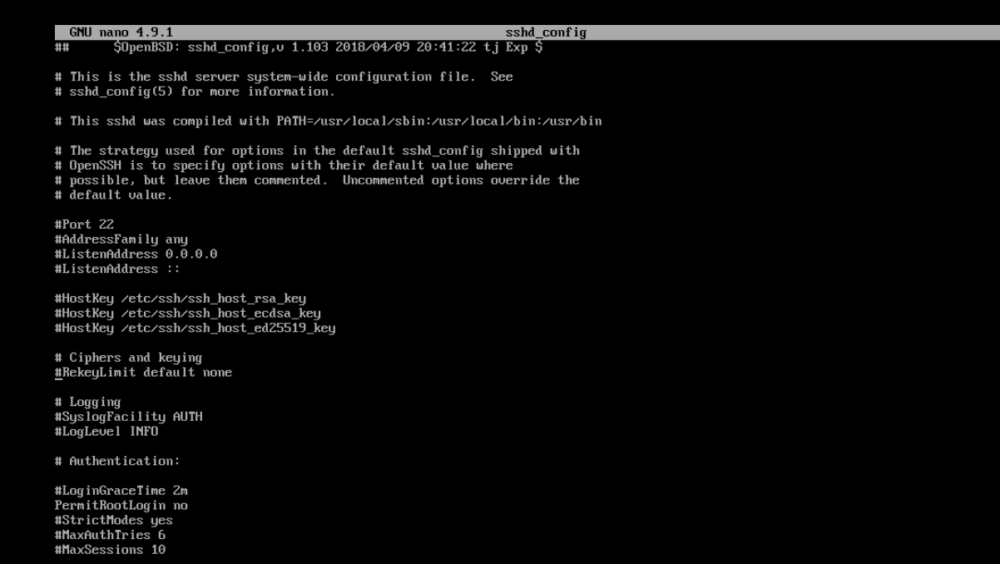 GNU nano 4.9.1 sshd_config
## $OpenBSD: sshd_config,v 1.103 2018/04/09 20:41:22 tj Exp $
# This is the sshd server system-wide configuration file.  See
# sshd_config(5) for more information.
# This sshd was compiled with PATH=/usr/local/sbin:/usr/local/bin:/usr/bin
# The strategy used for options in the default sshd_config shipped with
# OpenSSH is to specify options with their default value where
# possible, but leave them commented.  Uncommented options override the
# default value.
#Port 22
#AddressFamily any
#ListenAddress 0.0.0.0
#ListenAddress ::
#HostKey /etc/ssh/ssh_host_rsa_key
#HostKey /etc/ssh/ssh_host_ecdsa_key
#HostKey /etc/ssh/ssh_host_ed25519_key
# Ciphers and keying
#RekeyLimit default none
# Logging
#SyslogFacility AUTH
#LogLevel INFO
# Authentication:
#LoginGraceTime 2m
PermitRootLogin no
#StrictModes yes
#MaxAuthTries 6
#MaxSessions 10